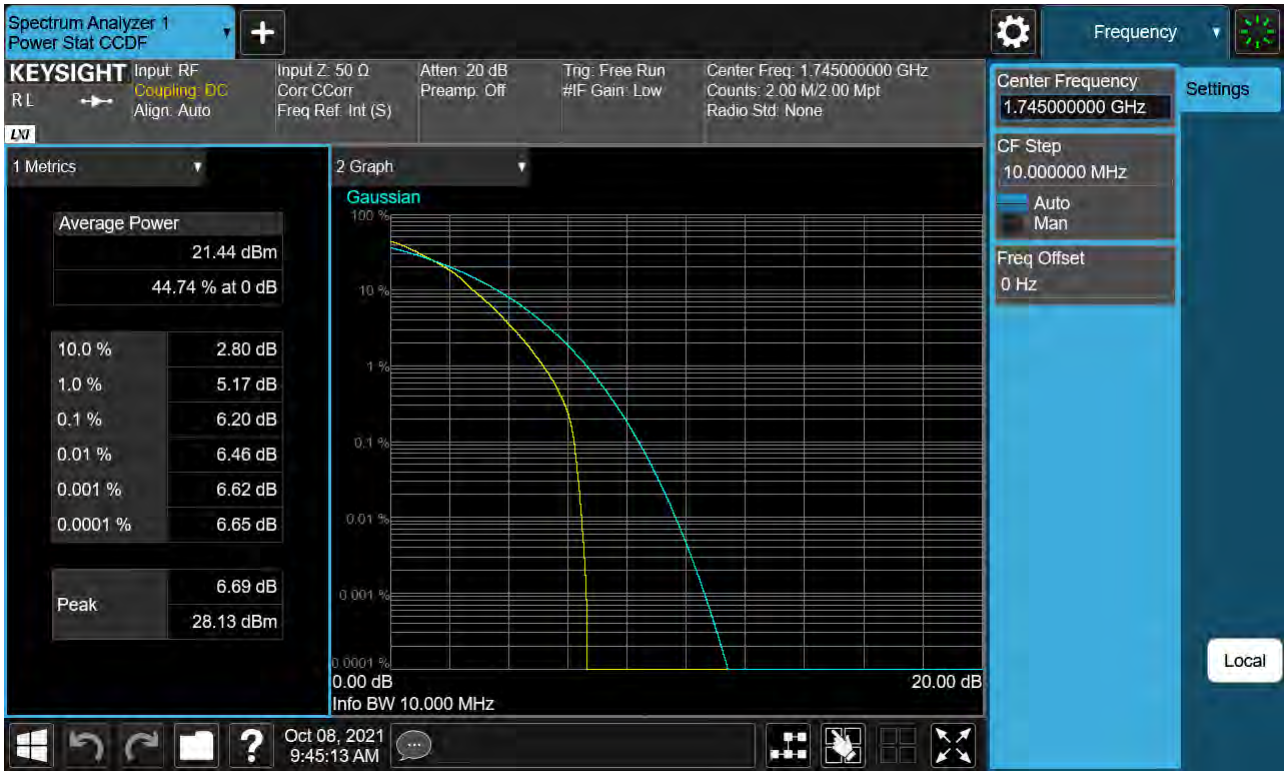 Spectrum Analyzer 1
Power Stat CCDF
+
Frequency
KEYSIGHT
RL
LXI
Input: RF
Coupling: DC
Align: Auto
Input Z: 50 Ω
Corr CCorr
Freq Ref: Int (S)
Atten: 20 dB
Preamp: Off
Trig: Free Run
#IF Gain: Low
Center Freq: 1.745000000 GHz
Counts: 2.00 M/2.00 Mpt
Radio Std: None
Center Frequency
1.745000000 GHz
Settings
CF Step
10.000000 MHz
Auto
Man
Freq Offset
0 Hz
1 Metrics
Average Power
21.44 dBm
44.74 % at 0 dB
10.0 % 2.80 dB
1.0 % 5.17 dB
0.1 % 6.20 dB
0.01 % 6.46 dB
0.001 % 6.62 dB
0.0001 % 6.65 dB
Peak
6.69 dB
28.13 dBm
2 Graph
Gaussian
100 %
10 %
1 %
0.1 %
0.01 %
0.001 %
0.0001 %
0.00 dB 20.00 dB
Info BW 10.000 MHz
Local
?
Oct 08, 2021
9:45:13 AM